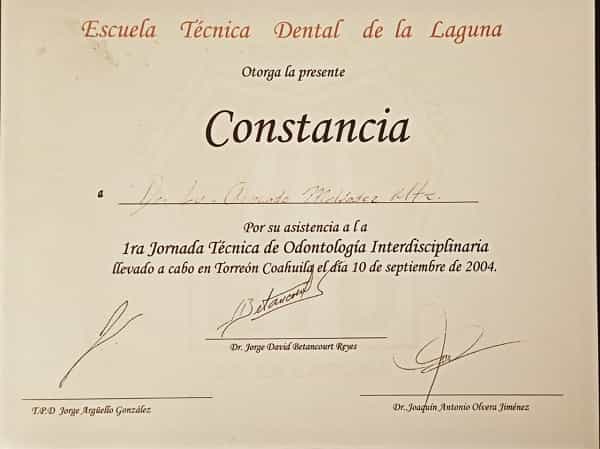 Escuela Técnica Dental de la Laguna
Otorga la presente
Constancia
a Dr.
Por su asistencia a l a
1ra Jornada Técnica de Odontología Interdisciplinaria
llevado a cabo en Torreón Coahuila el día 10 de septiembre de 2004.
Betancourt
Dr. Jorge David Betancourt Reyes
T.P.D Jorge Argüello González
Dr. Joaquín Antonio Olvera Jiménez